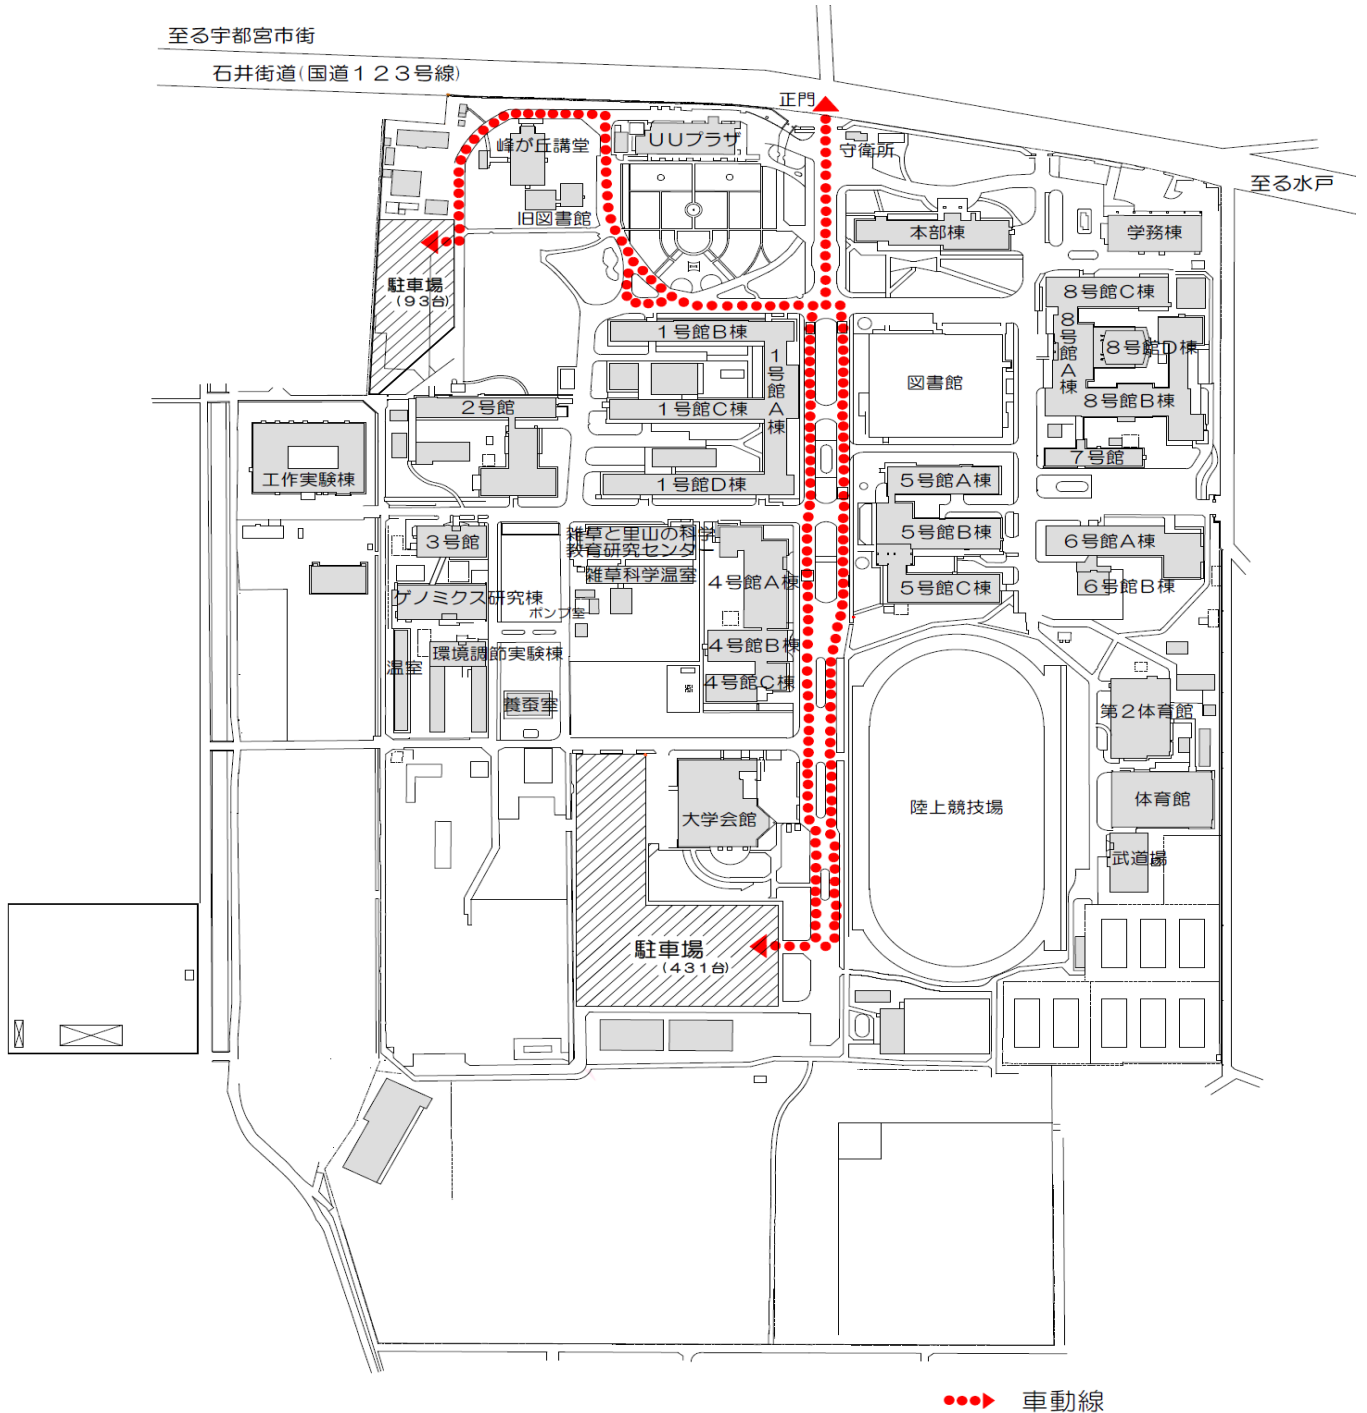 至る宇都宮市街
石井街道(国道123号線)
正門
峰が丘講堂
UUプラザ
守衛所
至る水戸
旧図書館
本部棟
学務棟
駐車場
(93台)
8号館C棟
8号館A棟
8号館D棟
8号館B棟
1号館B棟
1号館A棟
1号館C棟
図書館
2号館
7号館
工作実験棟
1号館D棟
5号館A棟
3号館
雑草と里山の科学
教育研究センター
5号館B棟
6号館A棟
雑草科学温室
4号館A棟
5号館C棟
6号館B棟
ゲノミクス研究棟
ポンプ室
4号館B棟
温室
環境調節実験棟
4号館C棟
養蚕室
第2体育館
大学会館
陸上競技場
体育館
武道場
駐車場
(431台)
車動線